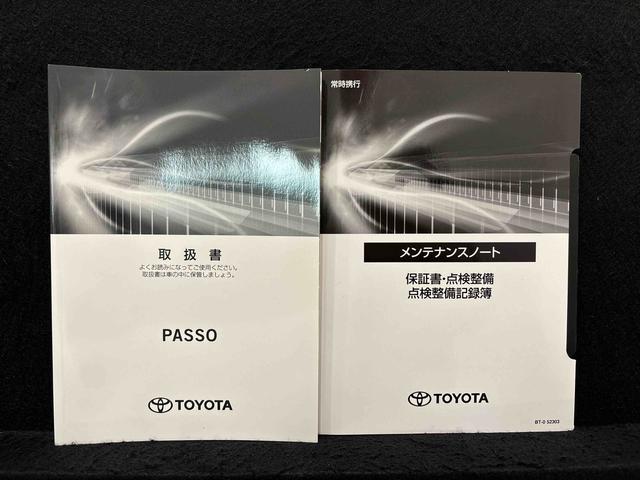 取扱書
よくお読みになってご使用ください。
取扱書は車の中に保管しましょう。
PASSO
TOYOTA
常時携行
メンテナンスノート
保証書・点検整備
点検整備記録簿
TOYOTA
BT-0 52303